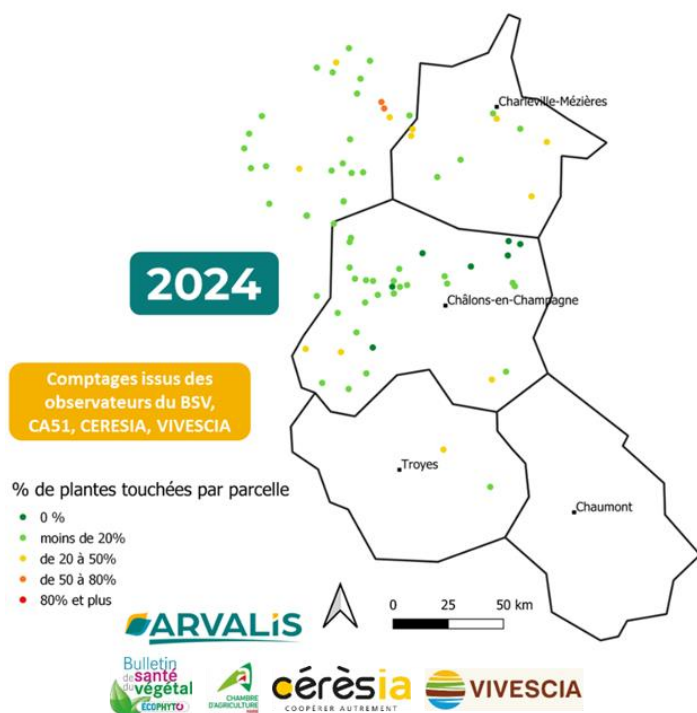 Charleville-Mézières
2024
Châlons-en-Champagne
Comptages issus des
observateurs du BSV,
CA51, CERESIA, VIVESCIA
Troyes
Chaumont
% de plantes touchées par parcelle
0 %
moins de 20%
de 20 à 50%
de 50 à 80%
80% et plus
0 25 50 km
ARVALIS
Bulletin
de santé
du végétal
ÉCOPHYTO
CHAMBRE
D'AGRICULTURE
cérèsia
COOPÉRER AUTREMENT
VIVESCIA